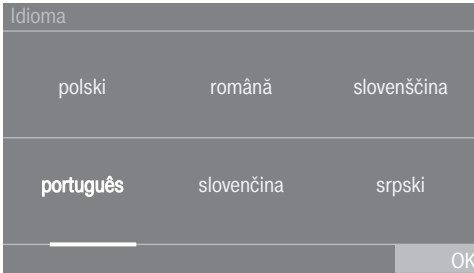 Idioma
polski română slovenščina
português slovenčina srpski
OK